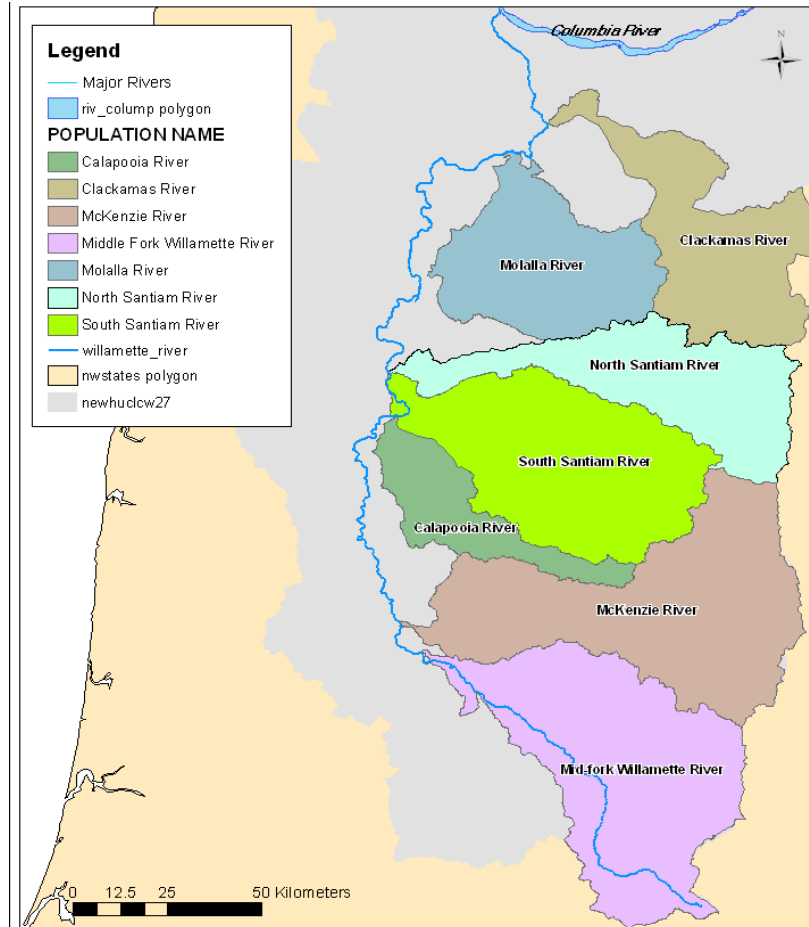 Columbia River
N
Legend
Major Rivers
riv_colump polygon
POPULATION NAME
Calapooia River
Clackamas River
McKenzie River
Middle Fork Willamette River
Molalla River
North Santiam River
South Santiam River
willamette_river
nwstates polygon
newhuclcw27
Clackamas River
Molalla River
North Santiam River
South Santiam River
Calapooia River
McKenzie River
Mid-fork Willamette River
0 12.5 25 50 Kilometers